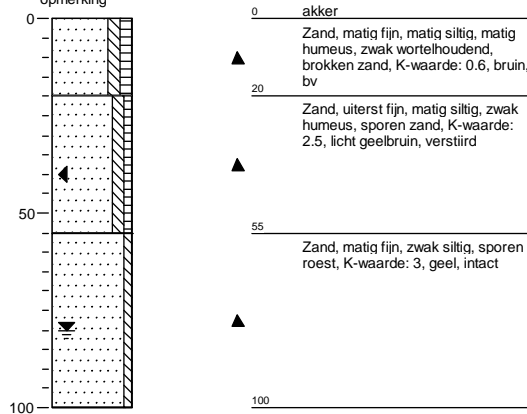 opmerking
0
50
100
0
akker
Zand, matig fijn, matig siltig, matig
humeus, zwak wortelhoudend,
brokken zand, K-waarde: 0.6, bruin,
bv
20
Zand, uiterst fijn, matig siltig, zwak
humeus, sporen zand, K-waarde:
2.5, licht geelbruin, verstiird
55
Zand, matig fijn, zwak siltig, sporen
roest, K-waarde: 3, geel, intact
100